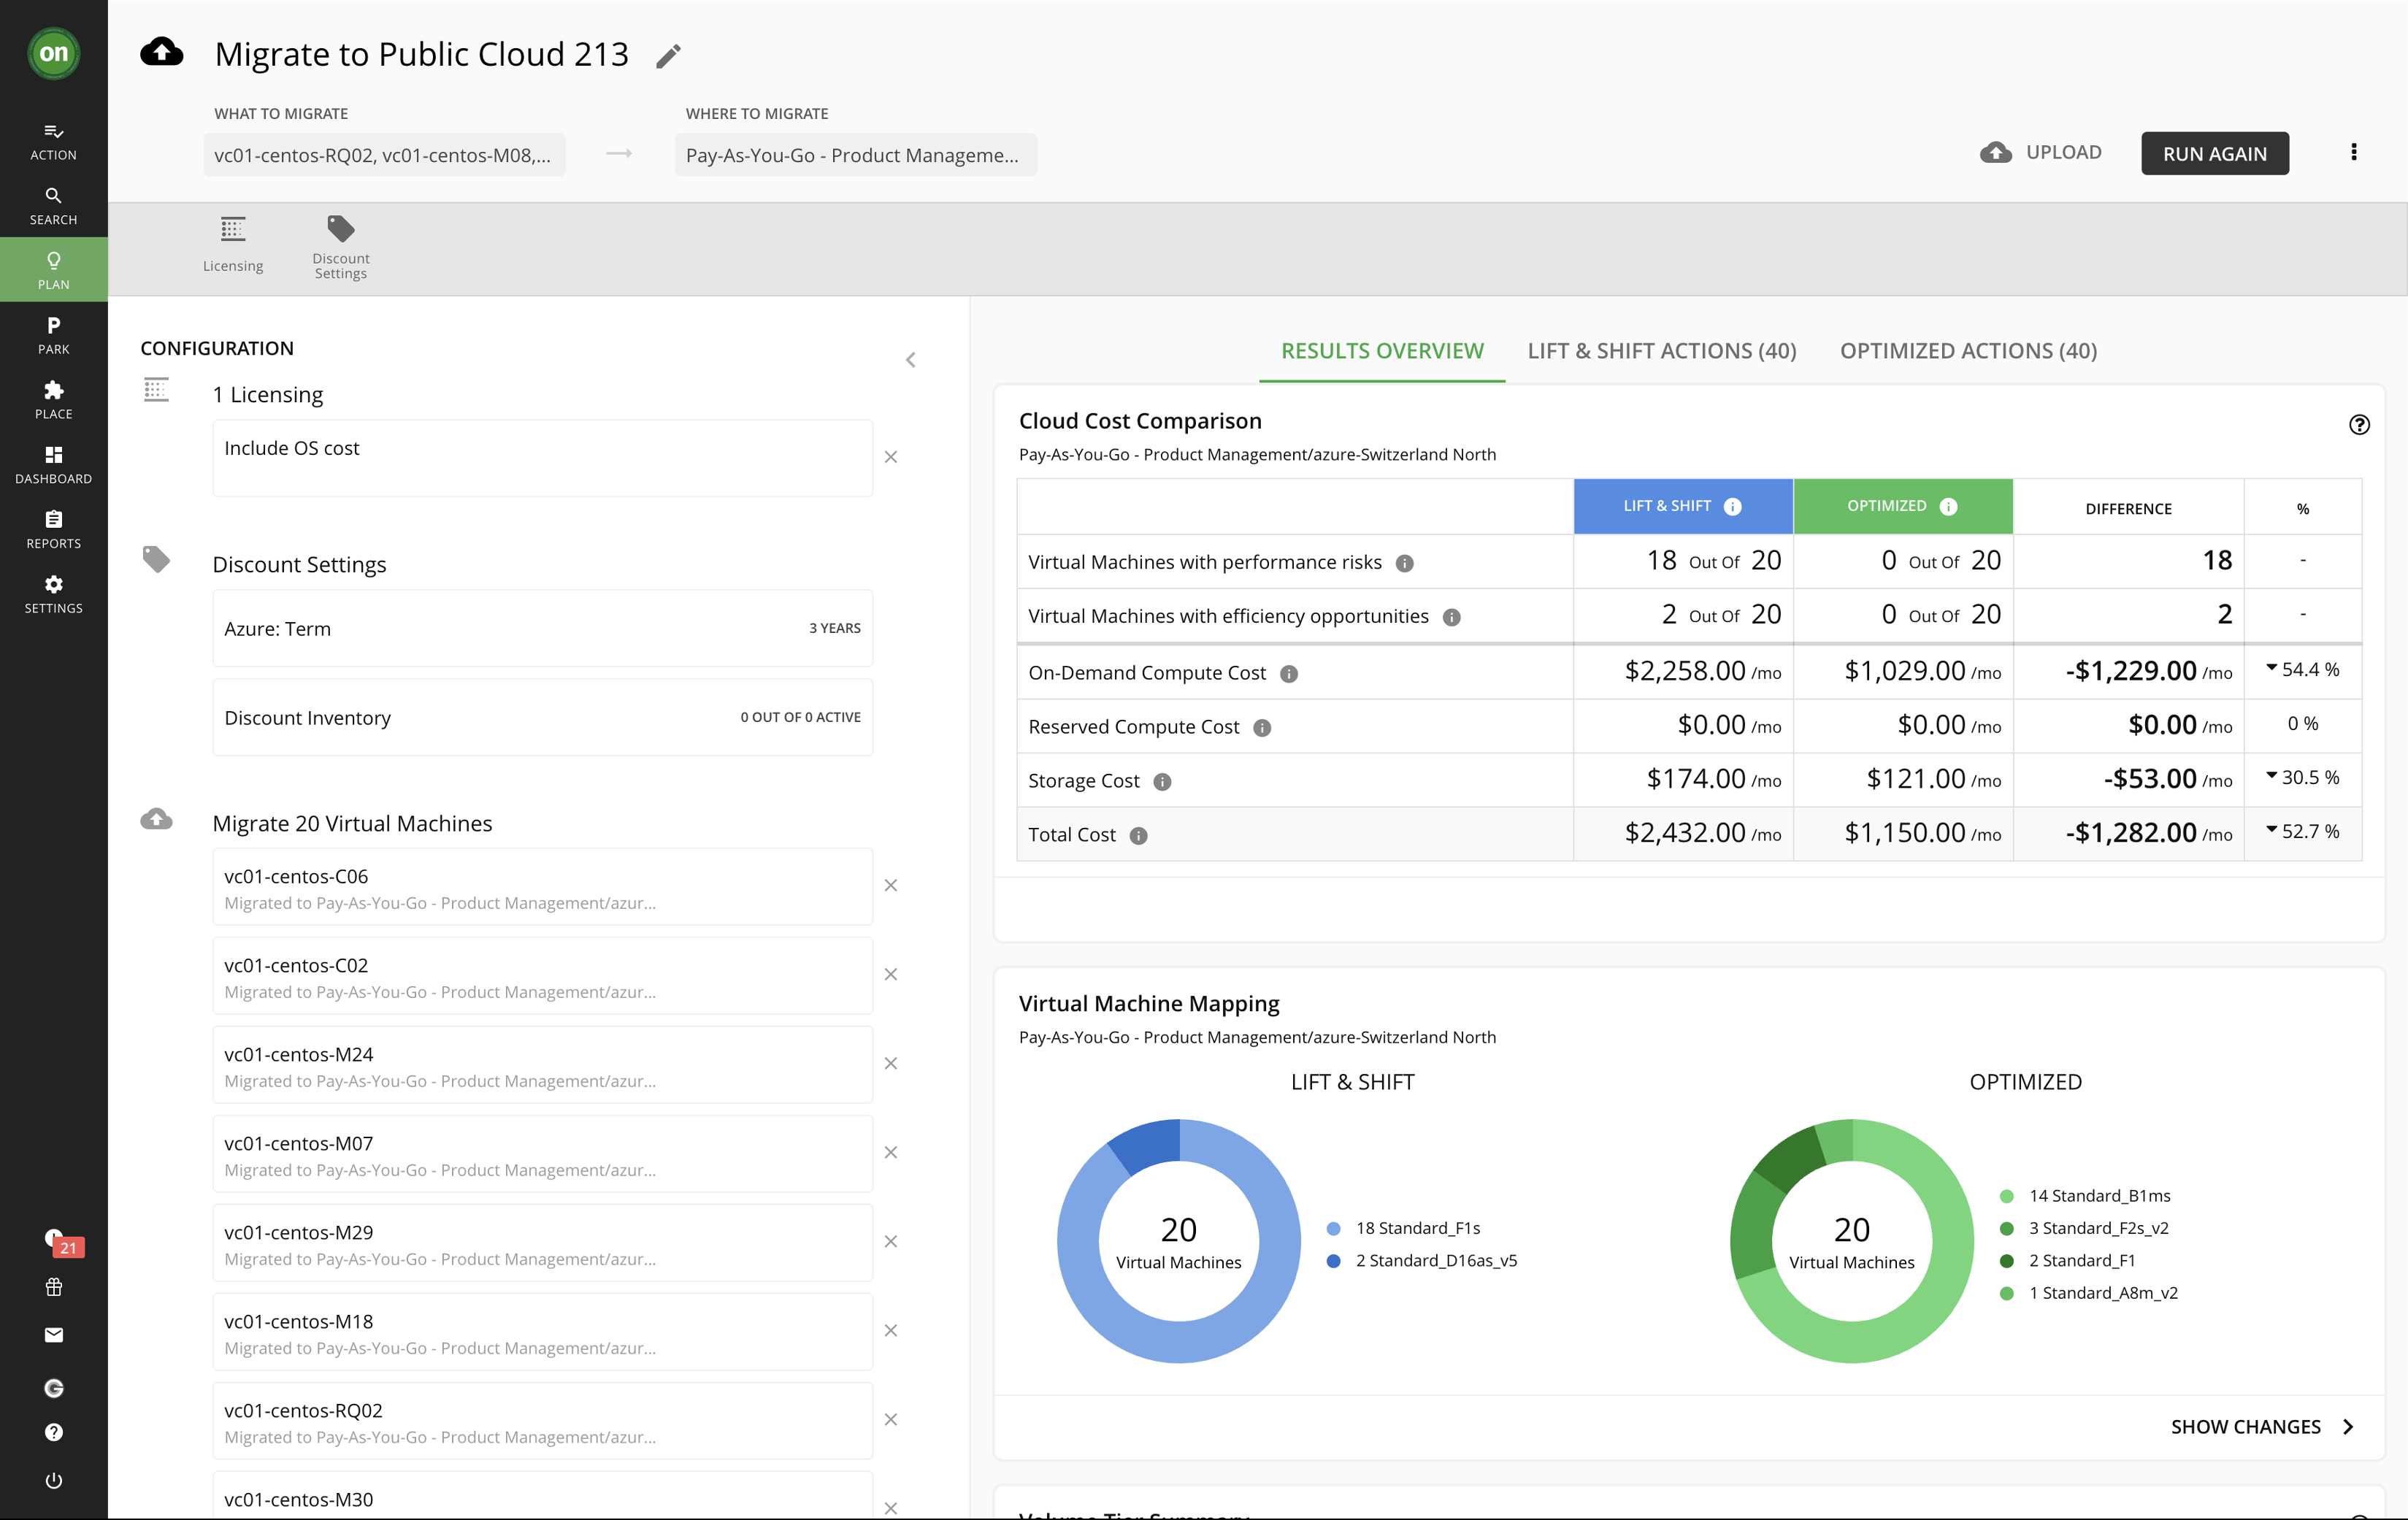 on
ACTION
SEARCH
PLAN
P
PARK
PLACE
DASHBOARD
REPORTS
SETTINGS
21
Migrate to Public Cloud 213
WHAT TO MIGRATE
WHERE TO MIGRATE
vc01-centos-RQ02, vc01-centos-M08,...
Pay-As-You-Go - Product Manageme...
UPLOAD
RUN AGAIN
Licensing
Discount
Settings
CONFIGURATION
1 Licensing
Include OS cost
Discount Settings
Azure: Term 3 YEARS
Discount Inventory 0 OUT OF 0 ACTIVE
Migrate 20 Virtual Machines
vc01-centos-C06
Migrated to Pay-As-You-Go - Product Management/azur...
vc01-centos-C02
Migrated to Pay-As-You-Go - Product Management/azur...
vc01-centos-M24
Migrated to Pay-As-You-Go - Product Management/azur...
vc01-centos-M07
Migrated to Pay-As-You-Go - Product Management/azur...
vc01-centos-M29
Migrated to Pay-As-You-Go - Product Management/azur...
vc01-centos-M18
Migrated to Pay-As-You-Go - Product Management/azur...
vc01-centos-RQ02
Migrated to Pay-As-You-Go - Product Management/azur...
vc01-centos-M30
RESULTS OVERVIEW LIFT & SHIFT ACTIONS (40) OPTIMIZED ACTIONS (40)
Cloud Cost Comparison
Pay-As-You-Go - Product Management/azure-Switzerland North
LIFT & SHIFT OPTIMIZED DIFFERENCE %
Virtual Machines with performance risks 18 Out Of 20 0 Out Of 20 18 -
Virtual Machines with efficiency opportunities 2 Out Of 20 0 Out Of 20 2 -
On-Demand Compute Cost $2,258.00 /mo $1,029.00 /mo -$1,229.00 /mo 54.4 %
Reserved Compute Cost $0.00 /mo $0.00 /mo $0.00 /mo 0 %
Storage Cost $174.00 /mo $121.00 /mo -$53.00 /mo 30.5 %
Total Cost $2,432.00 /mo $1,150.00 /mo -$1,282.00 /mo 52.7 %
Virtual Machine Mapping
Pay-As-You-Go - Product Management/azure-Switzerland North
LIFT & SHIFT
20
Virtual Machines
18 Standard_F1s
2 Standard_D16as_v5
OPTIMIZED
20
Virtual Machines
14 Standard_B1ms
3 Standard_F2s_v2
2 Standard_F1
1 Standard_A8m_v2
SHOW CHANGES
Volume Tier Summary